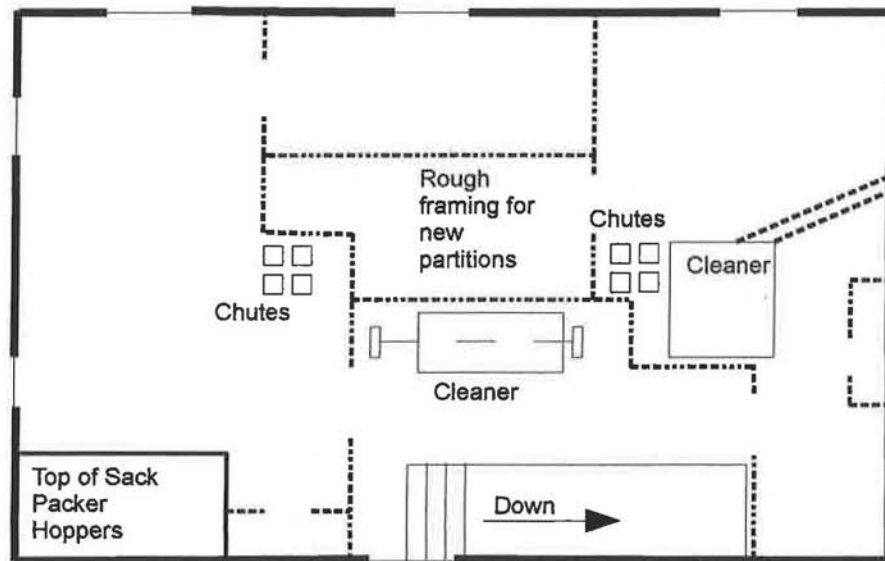 Rough
framing for
new
partitions
Chutes
Cleaner
Chutes
Cleaner
Top of Sack
Packer
Hoppers
Down